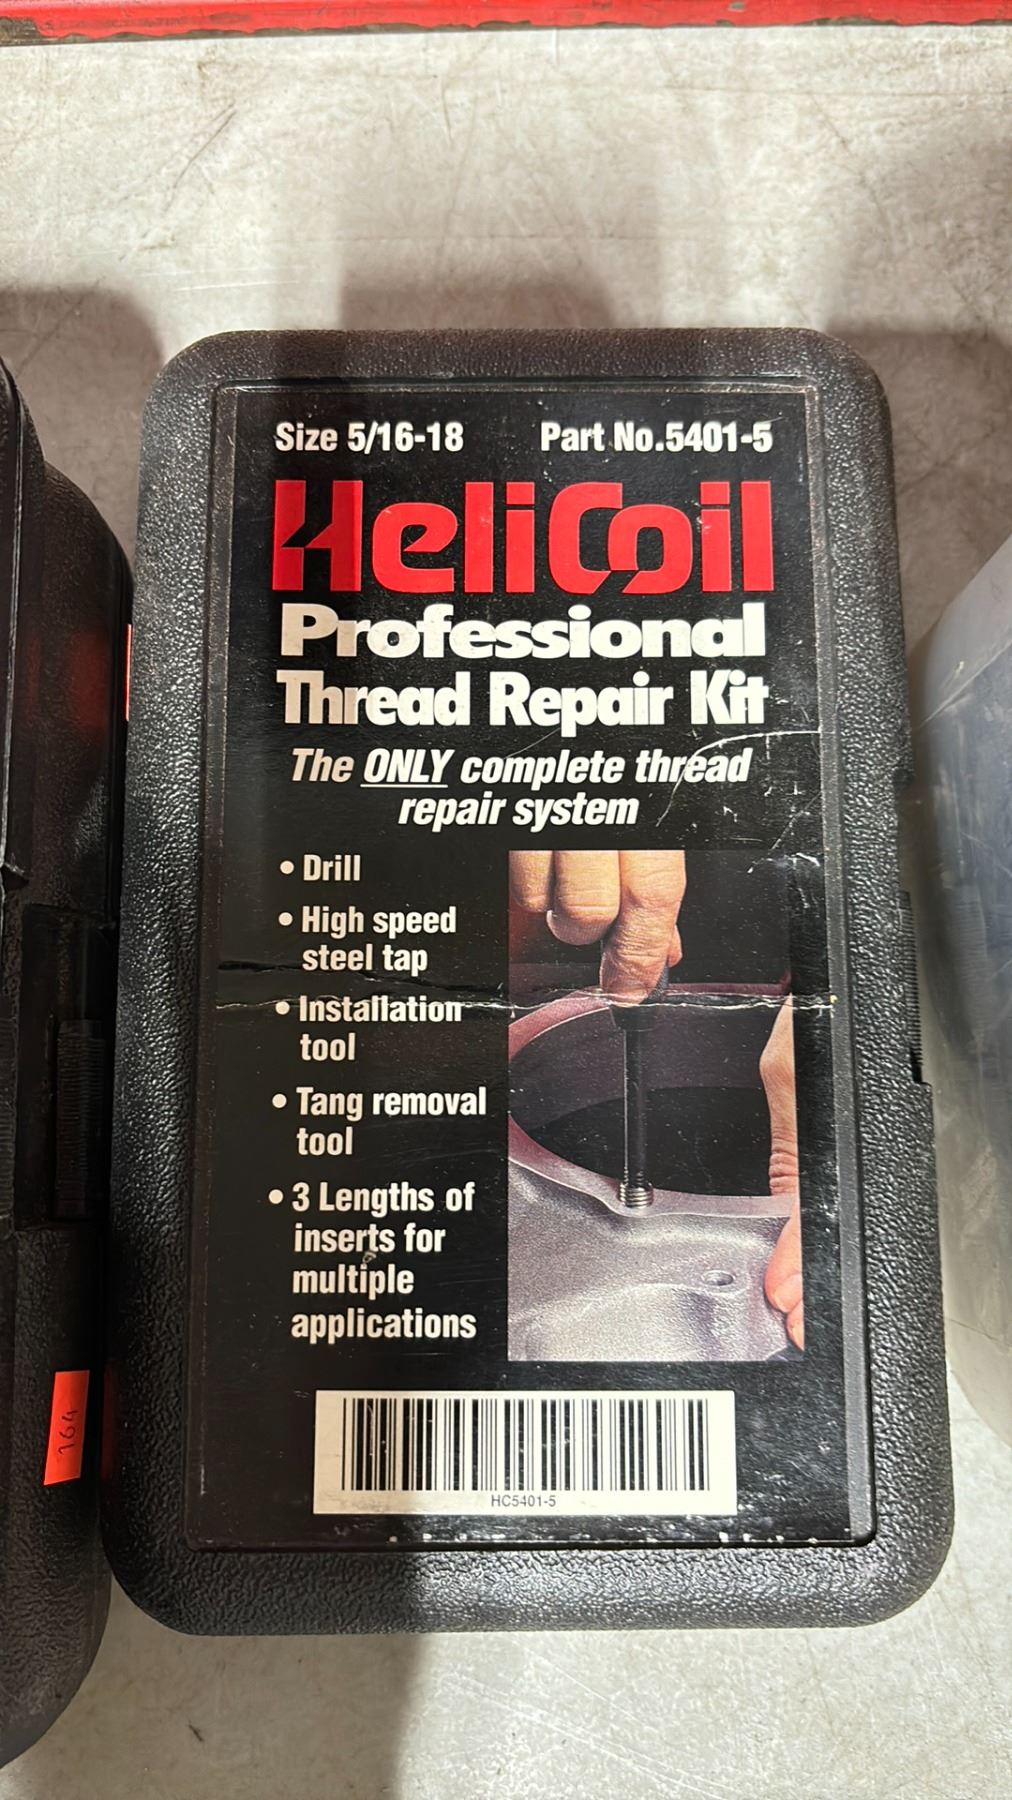 Size 5/16-18 Part No.5401-5
HeliCoil
Professional
Thread Repair Kit
The ONLY complete thread
repair system
• Drill
• High speed
steel tap
• Installation
tool
• Tang removal
tool
• 3 Lengths of
inserts for
multiple
applications
HC5401-5
164